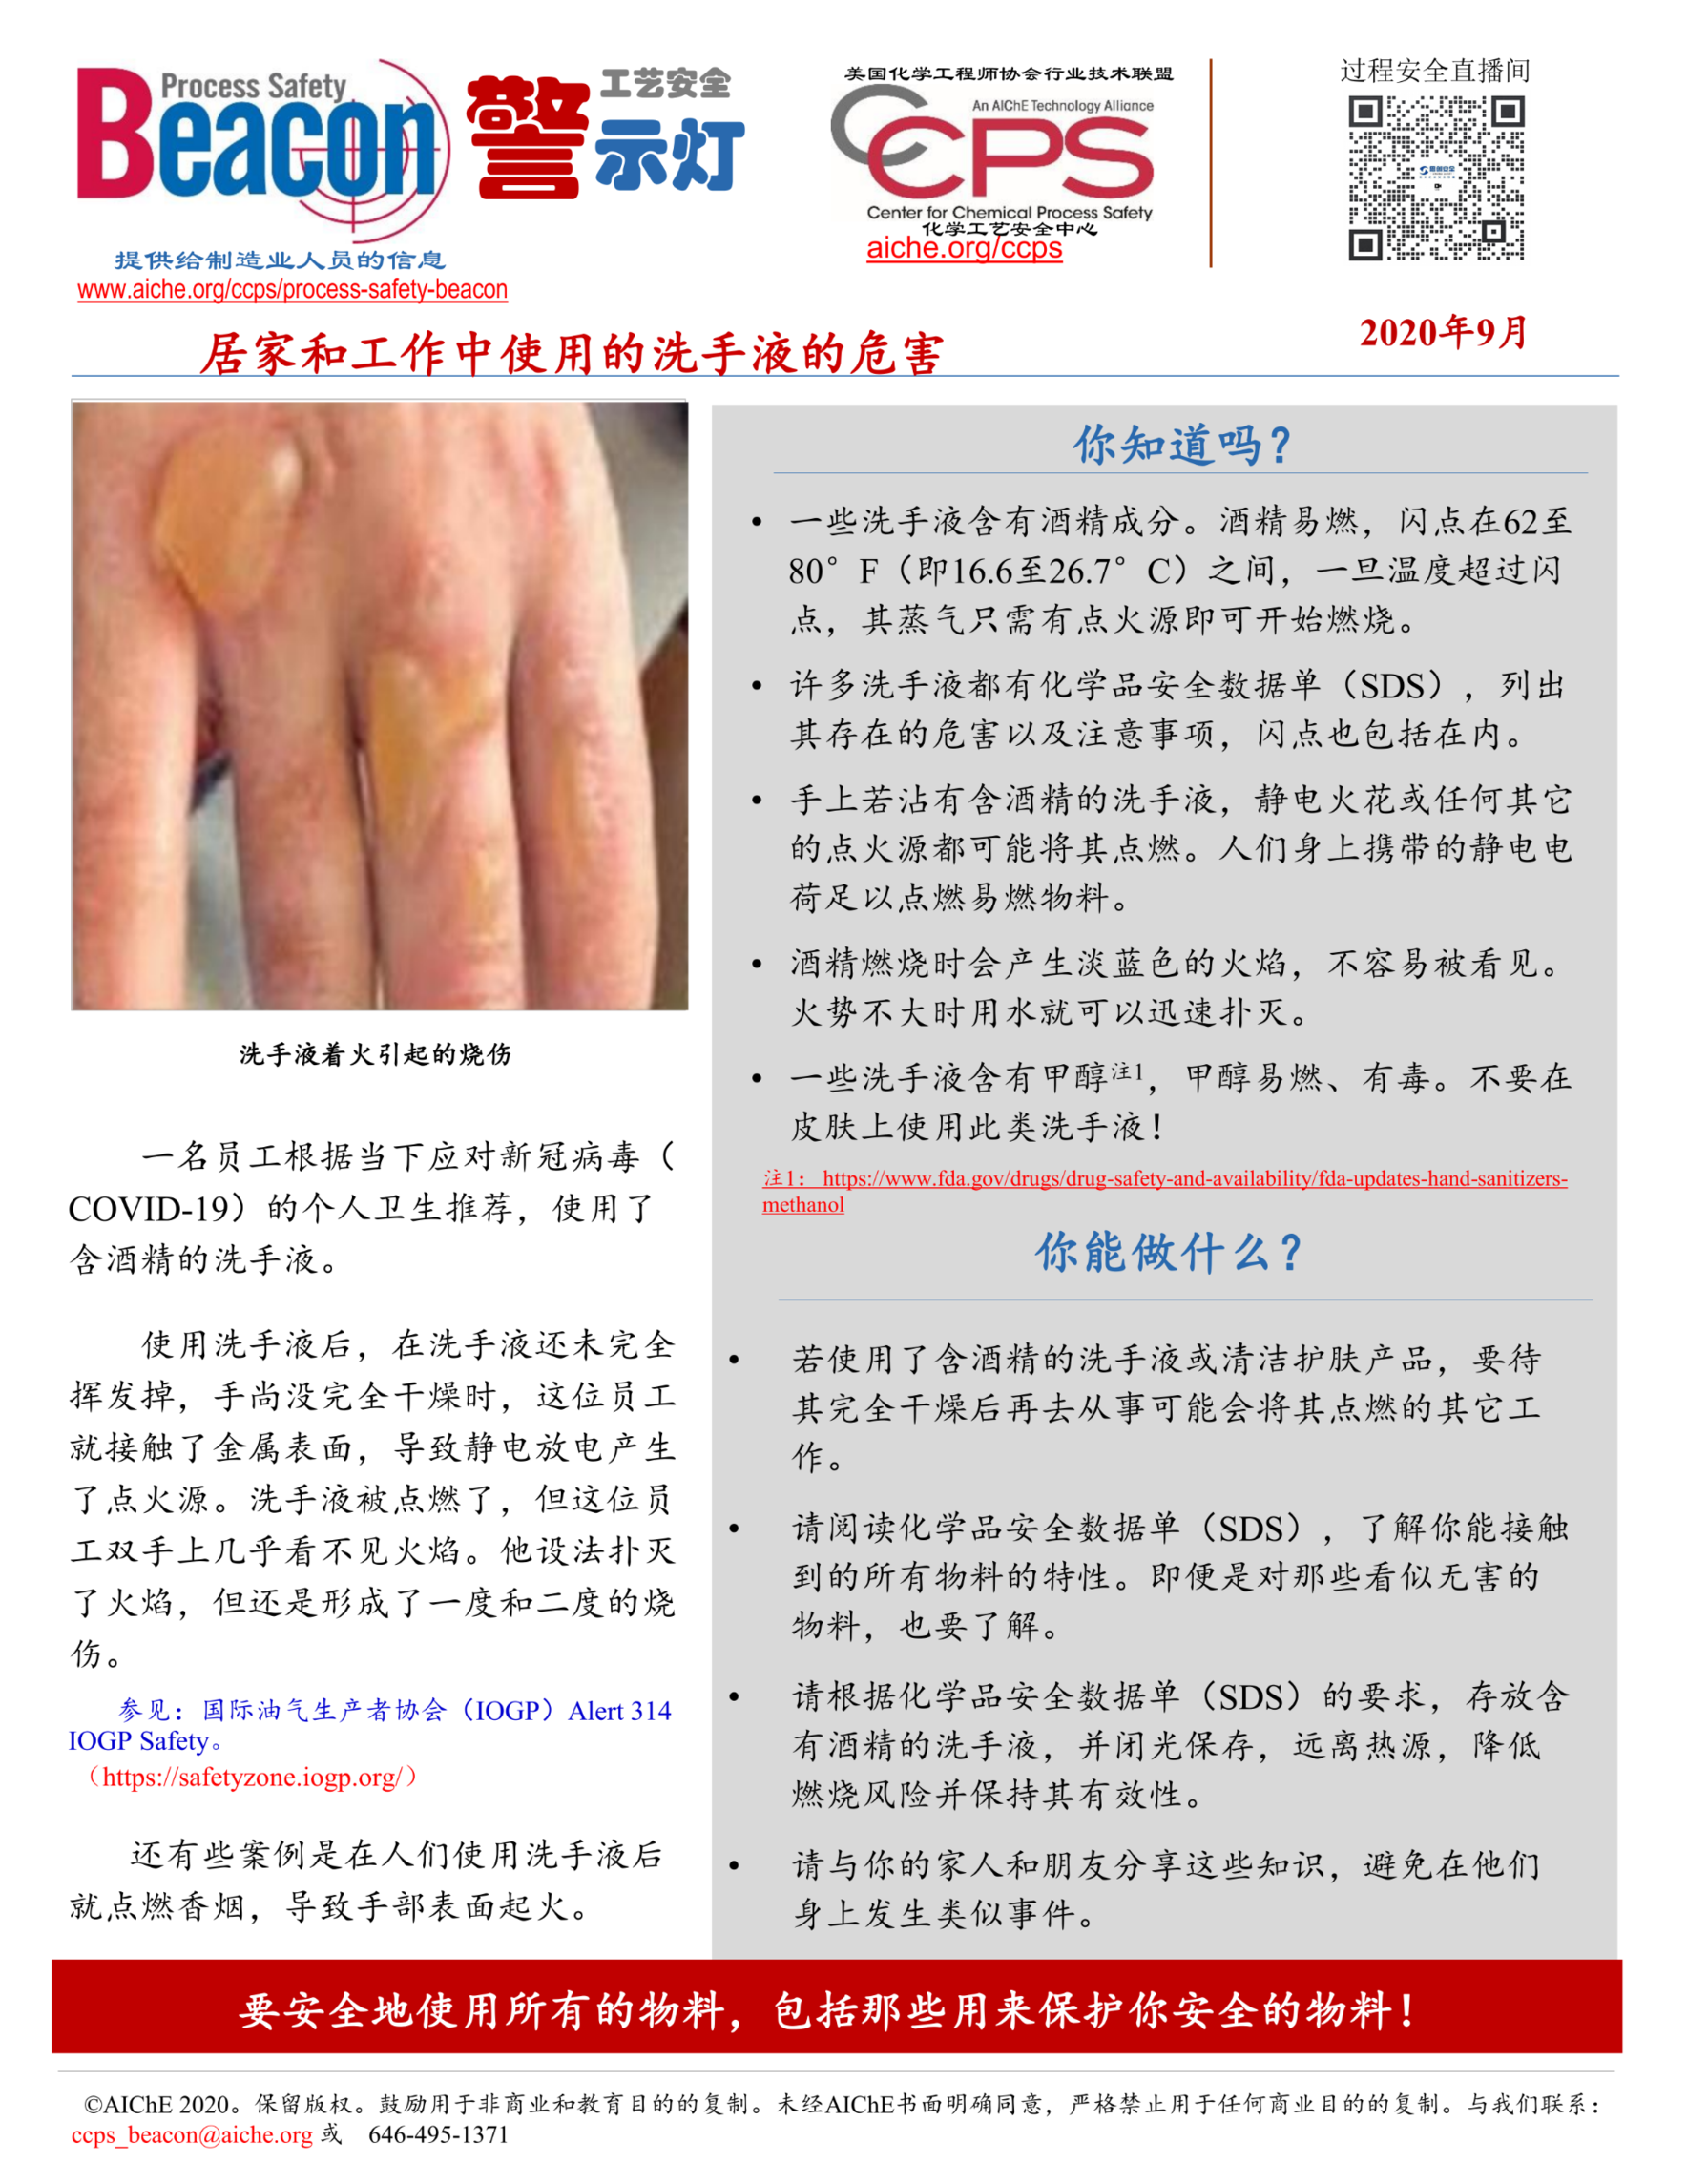 Process Safety
Beacon
警示灯
工艺安全
提供给制造业人员的信息
www.aiche.org/ccps/process-safety-beacon
美国化学工程师协会行业技术联盟
An AIChE Technology Alliance
CCPS
Center for Chemical Process Safety
化学工艺安全中心
aiche.org/ccps
过程安全直播间
2020年9月
居家和工作中使用的洗手液的危害
洗手液着火引起的烧伤
一名员工根据当下应对新冠病毒（
COVID-19）的个人卫生推荐，使用了
含酒精的洗手液。
使用洗手液后，在洗手液还未完全
挥发掉，手尚没完全干燥时，这位员工
就接触了金属表面，导致静电放电产生
了点火源。洗手液被点燃了，但这位员
工双手上几乎看不见火焰。他设法扑灭
了火焰，但还是形成了一度和二度的烧
伤。
参见：国际油气生产者协会（IOGP）Alert 314
IOGP Safety。
（https://safetyzone.iogp.org/）
还有些案例是在人们使用洗手液后
就点燃香烟，导致手部表面起火。
你知道吗？
• 一些洗手液含有酒精成分。酒精易燃，闪点在62至
80°F（即16.6至26.7°C）之间，一旦温度超过闪
点，其蒸气只需有点火源即可开始燃烧。
• 许多洗手液都有化学品安全数据单（SDS），列出
其存在的危害以及注意事项，闪点也包括在内。
• 手上若沾有含酒精的洗手液，静电火花或任何其它
的点火源都可能将其点燃。人们身上携带的静电电
荷足以点燃易燃物料。
• 酒精燃烧时会产生淡蓝色的火焰，不容易被看见。
火势不大时用水就可以迅速扑灭。
• 一些洗手液含有甲醇注1，甲醇易燃、有毒。不要在
皮肤上使用此类洗手液！
注1： https://www.fda.gov/drugs/drug-safety-and-availability/fda-updates-hand-sanitizers-
methanol
你能做什么？
• 若使用了含酒精的洗手液或清洁护肤产品，要待
其完全干燥后再去从事可能会将其点燃的其它工
作。
• 请阅读化学品安全数据单（SDS），了解你能接触
到的所有物料的特性。即便是对那些看似无害的
物料，也要了解。
• 请根据化学品安全数据单（SDS）的要求，存放含
有酒精的洗手液，并闭光保存，远离热源，降低
燃烧风险并保持其有效性。
• 请与你的家人和朋友分享这些知识，避免在他们
身上发生类似事件。
要安全地使用所有的物料，包括那些用来保护你安全的物料！
©AIChE 2020。保留版权。鼓励用于非商业和教育目的的复制。未经AIChE书面明确同意，严格禁止用于任何商业目的的复制。与我们联系：
ccps_beacon@aiche.org 或 646-495-1371